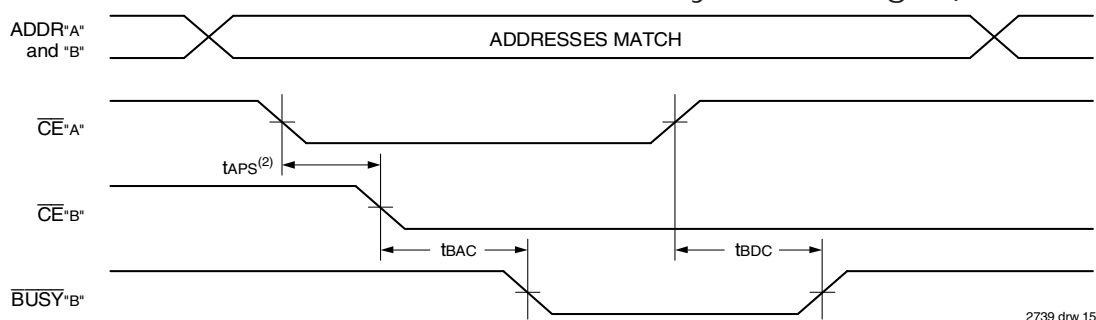 ADDR"A"
and "B"
ADDRESSES MATCH
CE"A"
tAPS(2)
CE"B"
tBAC
tBDC
BUSY"B"
2739 drw 15